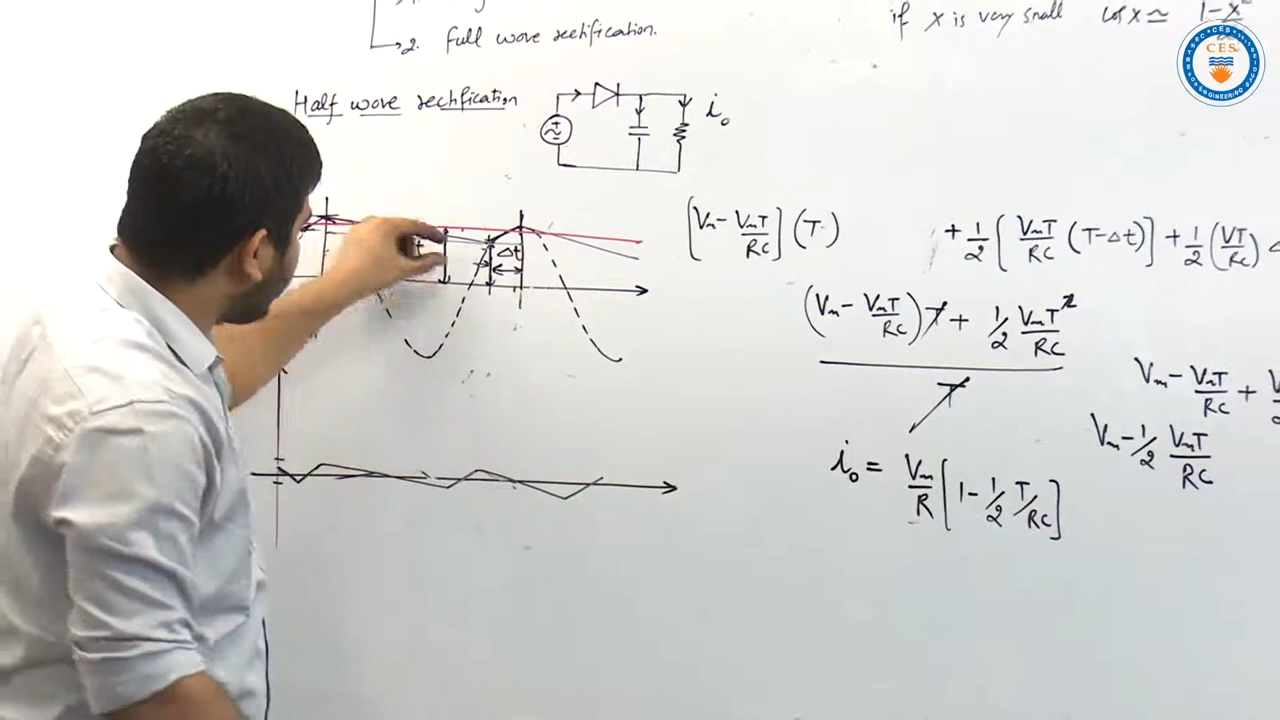 2. Full wave rectification.
if x is very small cos x ≃ 1-x²
CES
Half wave rectification
i₀
[Vm - VmT/RC] (T)
+ 1/2 [VmT/RC (T-Δt)] + 1/2 (VT/RC) Δ
Δt
(Vm - VmT/RC) T + 1/2 VmT²/RC
T
Vm - VmT/RC +
Vm - 1/2 VmT/RC
i₀ = Vm/R [1 - 1/2 T/RC]